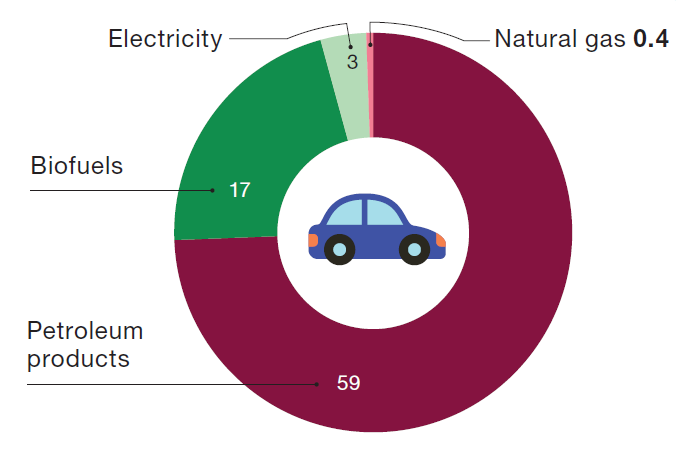 Electricity
Natural gas 0.4
3
Biofuels
17
Petroleum
products
59